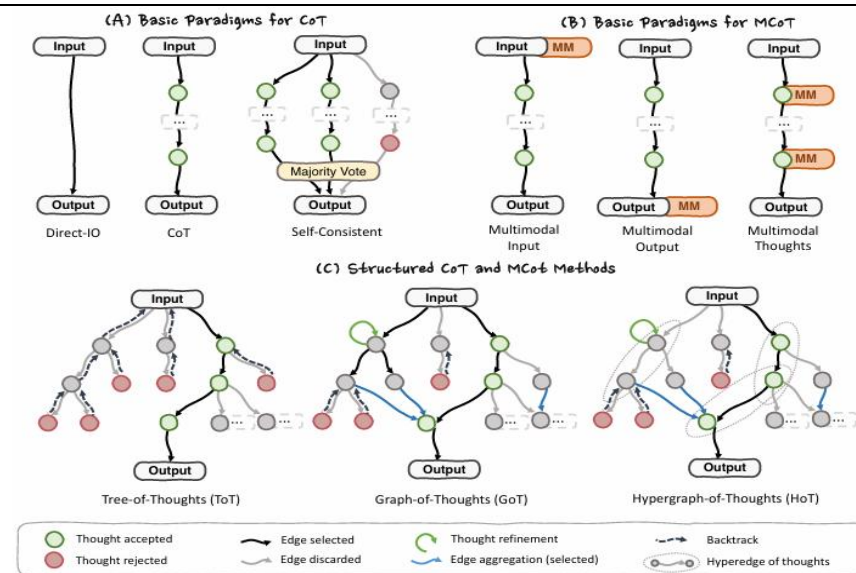 (A) Basic Paradigms for CoT
Input
Output
Direct-IO
Input
...
Output
CoT
Input
... ... ...
Majority Vote
Output
Self-Consistent
(B) Basic Paradigms for MCoT
Input MM
...
Output
Multimodal
Input
Input
...
Output MM
Multimodal
Output
Input
MM
...
MM
Output
Multimodal
Thoughts
(C) Structured CoT and MCot Methods
Input
... ...
Output
Tree-of-Thoughts (ToT)
Input
... ...
Output
Graph-of-Thoughts (GoT)
Input
... ...
Output
Hypergraph-of-Thoughts (HoT)
Thought accepted
Thought rejected
Edge selected
Edge discarded
Thought refinement
Edge aggregation (selected)
Backtrack
Hyperedge of thoughts